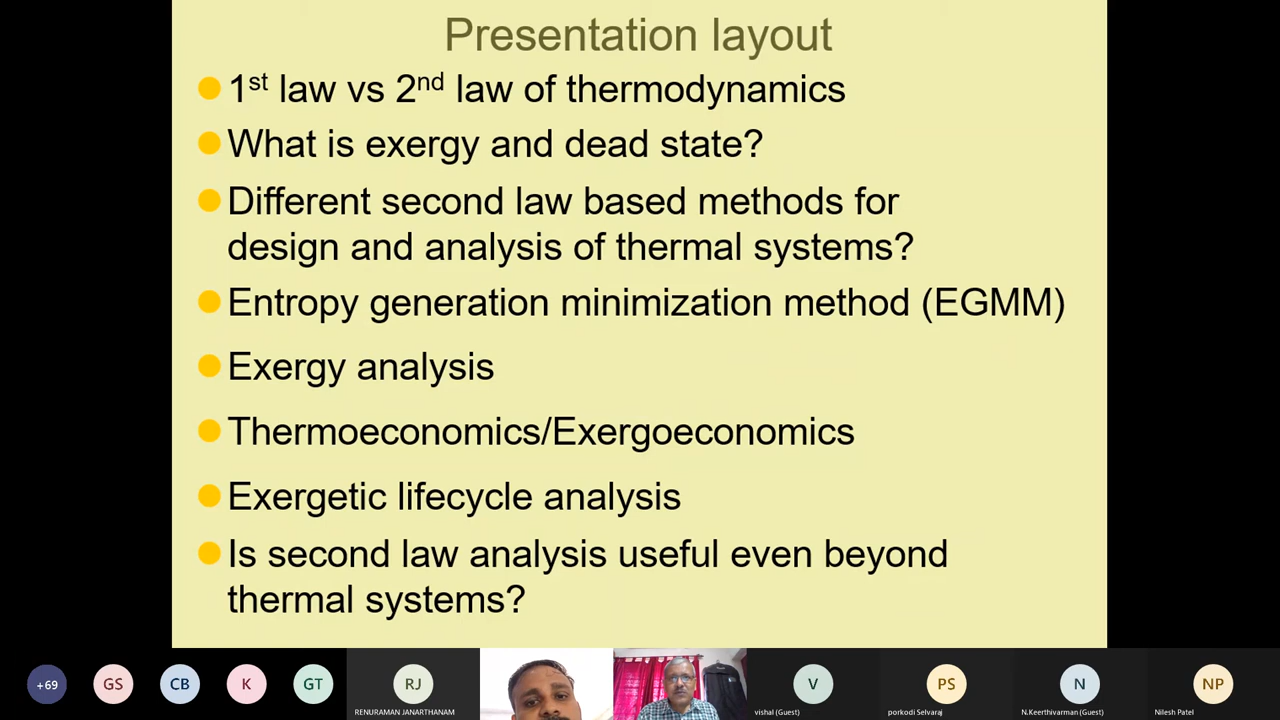 Presentation layout
1st law vs 2nd law of thermodynamics
What is exergy and dead state?
Different second law based methods for
design and analysis of thermal systems?
Entropy generation minimization method (EGMM)
Exergy analysis
Thermoeconomics/Exergoeconomics
Exergetic lifecycle analysis
Is second law analysis useful even beyond
thermal systems?
+69
GS
CB
K
GT
RJ
V
PS
N
NP
RENURAMAN JANARTHANAM
vishal (Guest)
porkodi Selvaraj
N.Keerthivarman (Guest)
Nilesh Patel